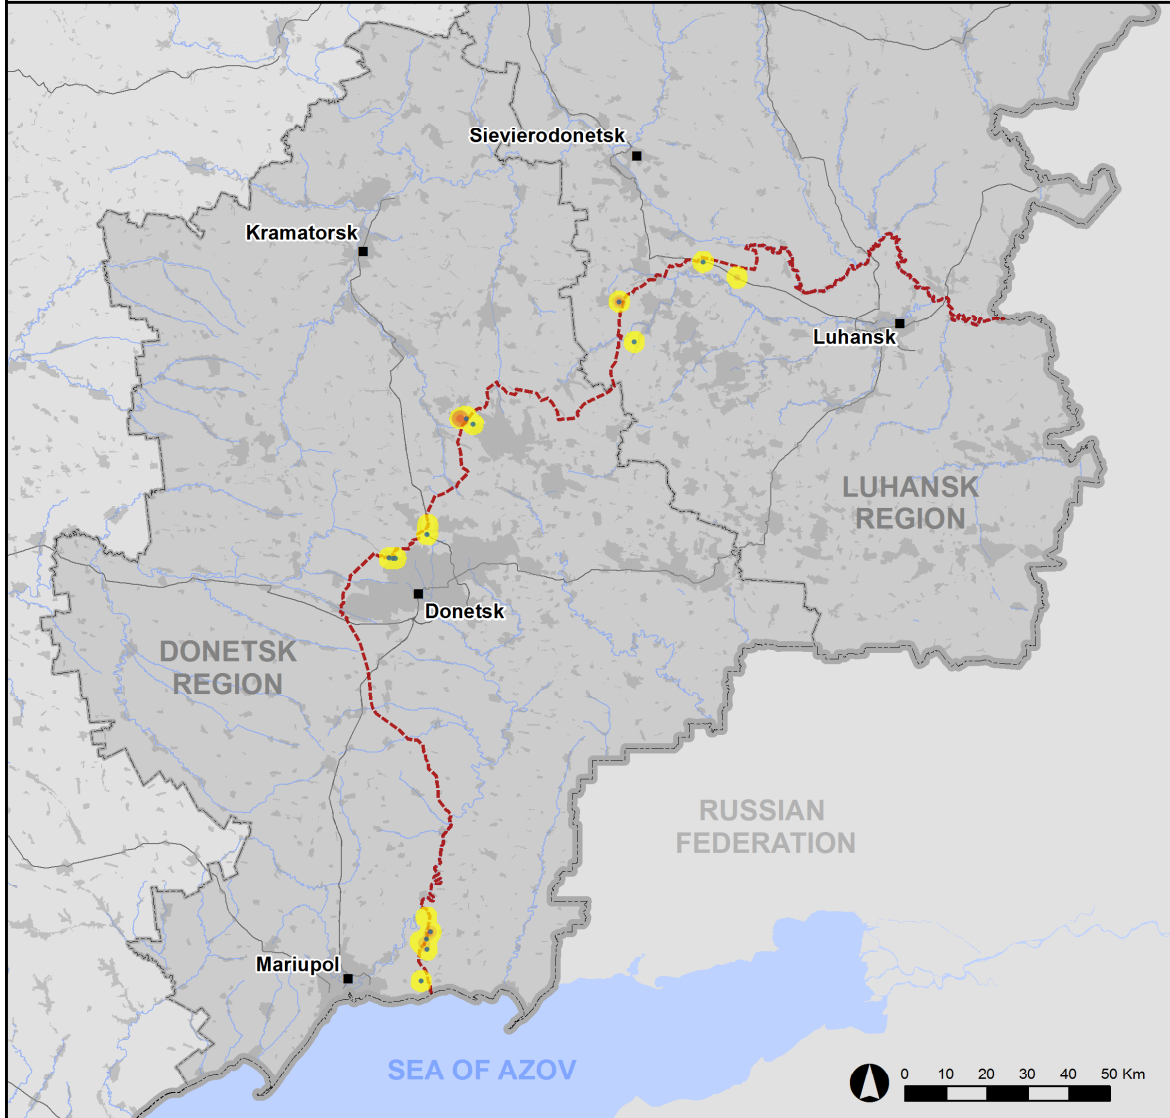 Sievierodonetsk
Kramatorsk
Luhansk
LUHANSK
REGION
Donetsk
DONETSK
REGION
RUSSIAN
FEDERATION
Mariupol
SEA OF AZOV
0 10 20 30 40 50 Km